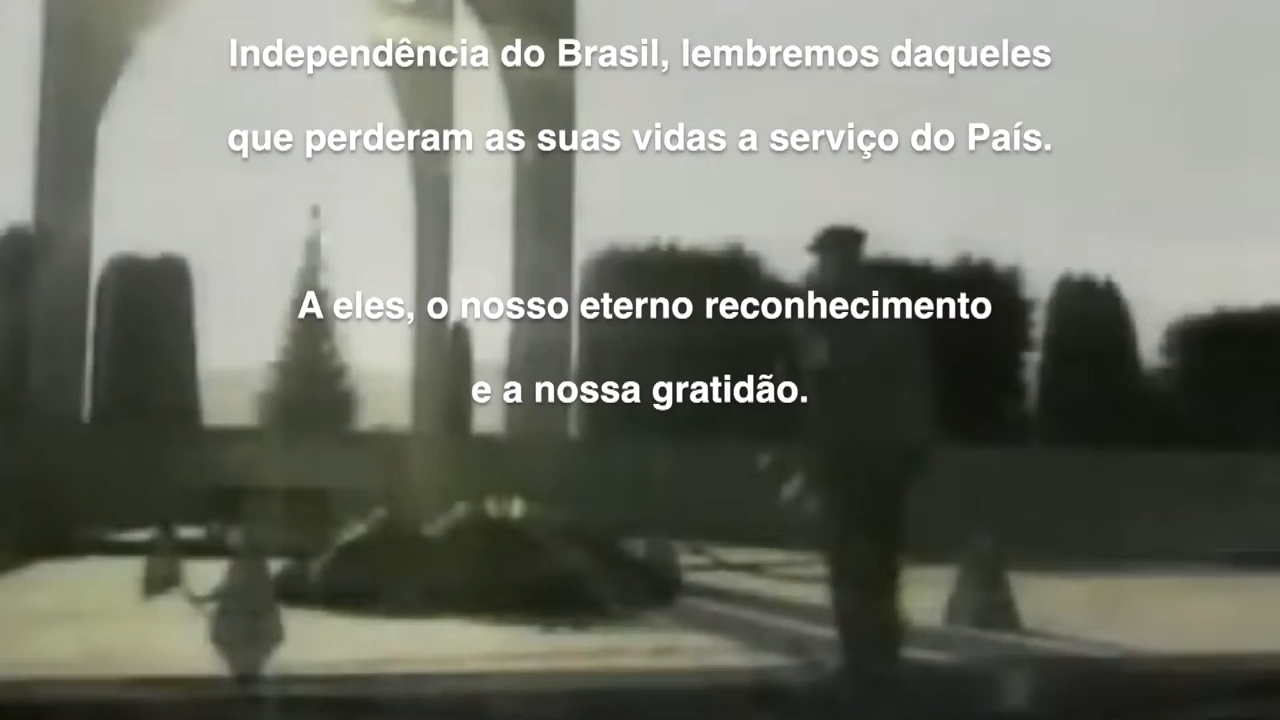 Independência do Brasil, lembremos daqueles
que perderam as suas vidas a serviço do País.
A eles, o nosso eterno reconhecimento
e a nossa gratidão.